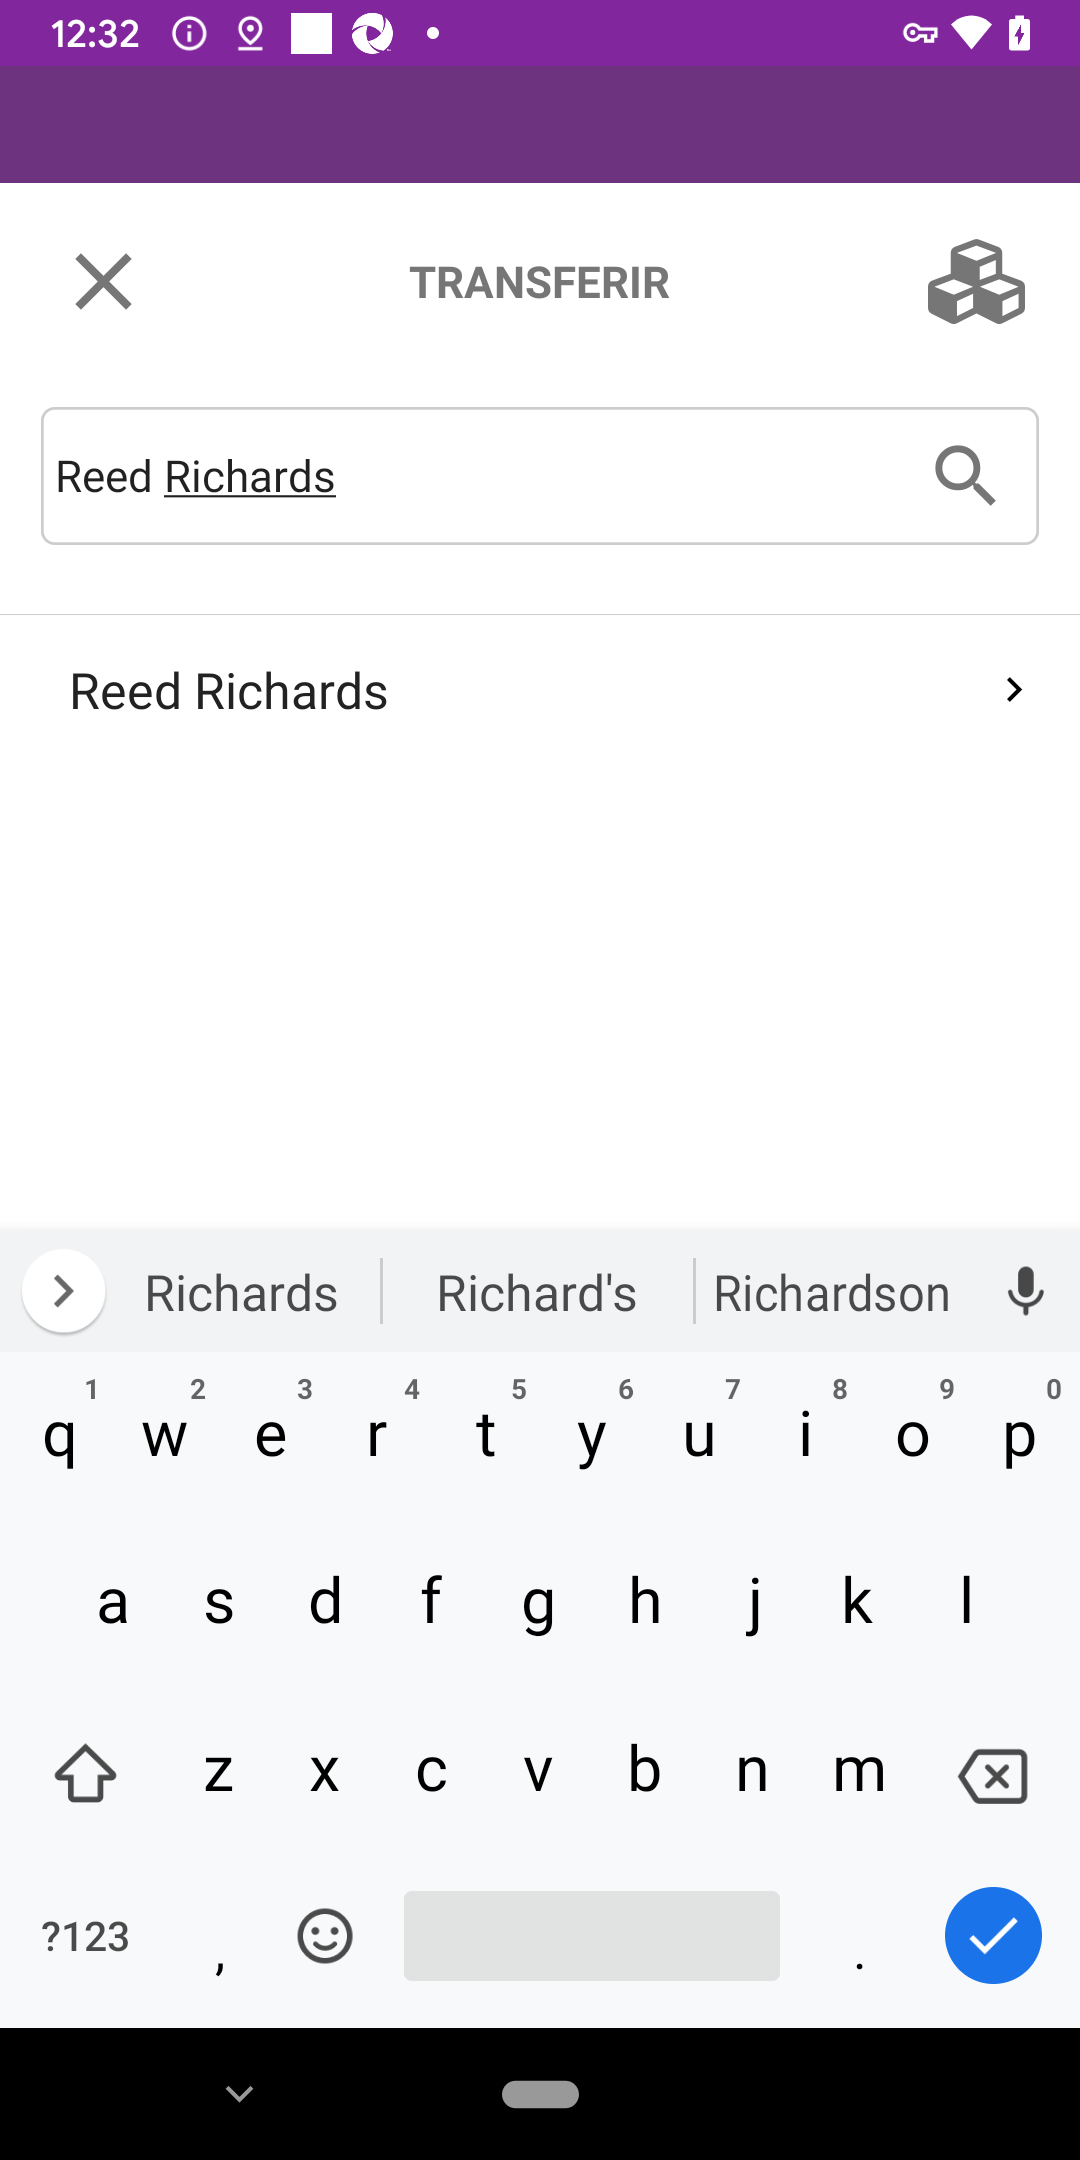 12:32
TRANSFERIR
Reed Richards
Reed Richards
Richards Richard's Richardson
1 2 3 4 5 6 7 8 9 0
q w e r t y u i o p
a s d f g h j k l
z x c v b n m
?123 , .